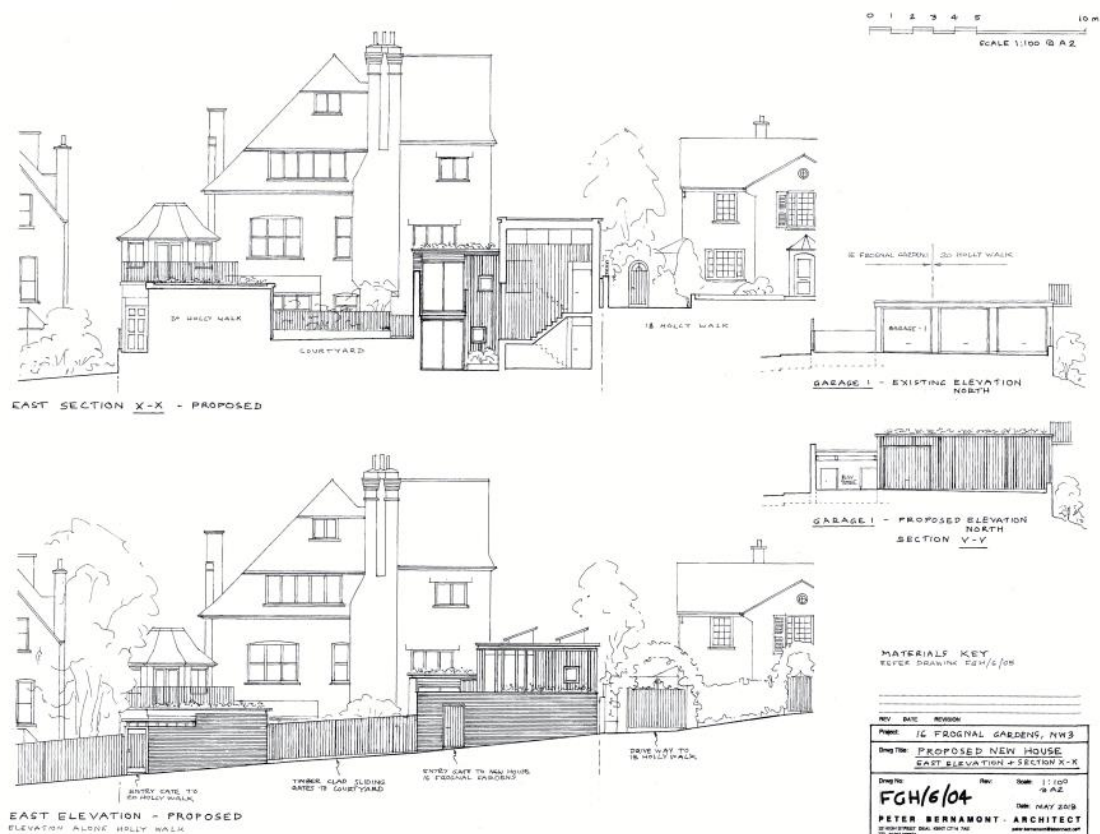 0 1 2 3 4 5 10 m
SCALE 1:100 @ A2
20 HOLLY WALK
COURTYARD
18 HOLLY WALK
EAST SECTION X-X - PROPOSED
16 FROGNAL GARDENS 20 HOLLY WALK
GARAGE - 1
GARAGE 1 - EXISTING ELEVATION
NORTH
GARAGE 1 - PROPOSED ELEVATION
NORTH
SECTION Y-Y
ENTRY GATE TO
20 HOLLY WALK
TIMBER CLAD SLIDING
GATES TO COURTYARD
ENTRY GATE TO NEW HOUSE
16 FROGNAL GARDENS
DRIVE WAY TO
18 HOLLY WALK
EAST ELEVATION - PROPOSED
ELEVATION ALONG HOLLY WALK
MATERIALS KEY
REFER DRAWING FGH/6/05
REV DATE REVISION
Project: 16 FROGNAL GARDENS, NW3
Drwg Title: PROPOSED NEW HOUSE
EAST ELEVATION + SECTION X-X
Drwg No: Rev: Scale: 1:100
@ A2
FGH/6/04
Date: MAY 2018
PETER BERNAMONT - ARCHITECT